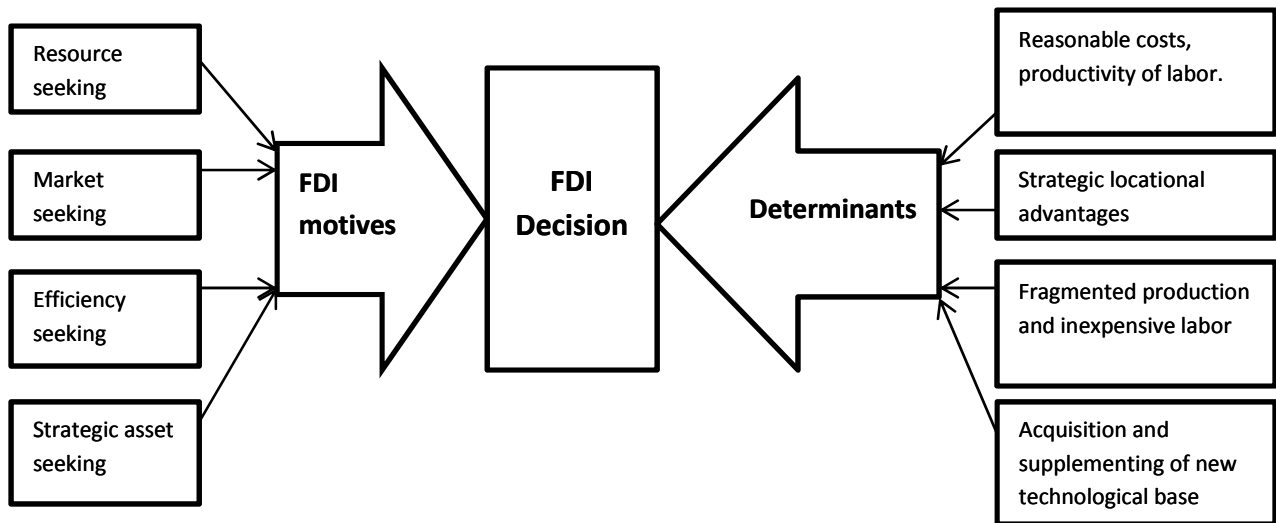 Resource
seeking
Market
seeking
Efficiency
seeking
Strategic asset
seeking
FDI
motives
FDI
Decision
Determinants
Reasonable costs,
productivity of labor.
Strategic locational
advantages
Fragmented production
and inexpensive labor
Acquisition and
supplementing of new
technological base